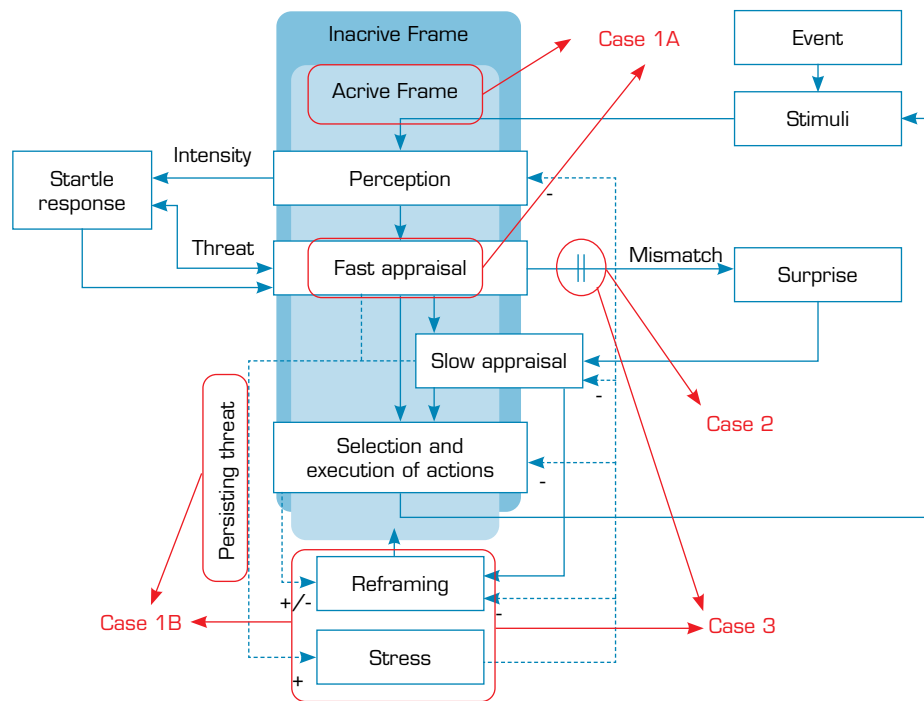 Inacrive Frame
Case 1A
Event
Acrive Frame
Stimuli
Intensity
Startle
response
Perception
-
Threat
Fast appraisal
Mismatch
Surprise
Slow appraisal
-
Persisting threat
Case 2
Selection and
execution of actions
-
Reframing
+/-
-
Case 1B
Case 3
Stress
+